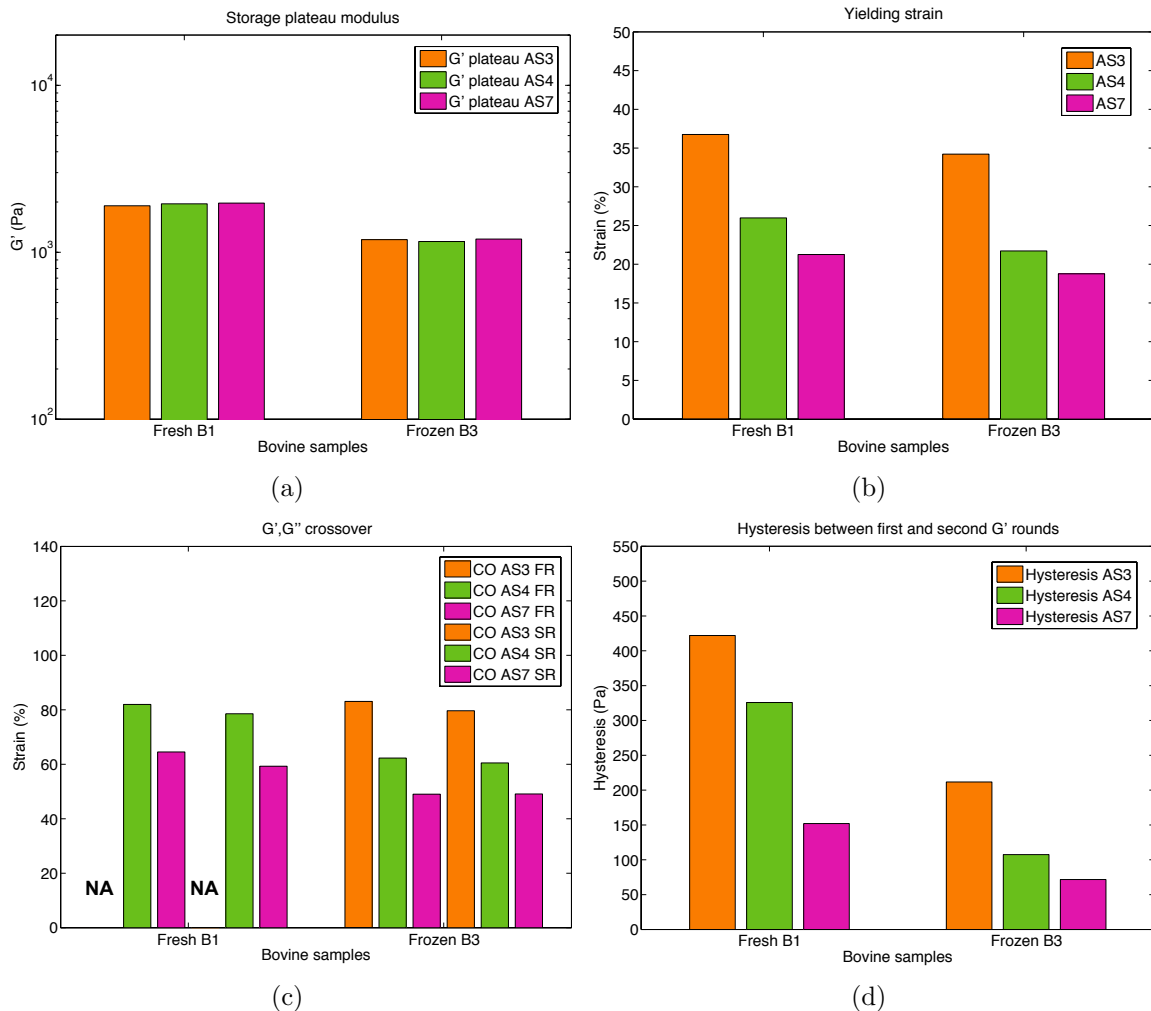 Storage plateau modulus
G' plateau AS3
G' plateau AS4
G' plateau AS7
10^4
10^3
10^2
G' (Pa)
Fresh B1 Frozen B3
Bovine samples
(a)
Yielding strain
AS3
AS4
AS7
50
45
40
35
30
25
20
15
10
5
0
Strain (%)
Fresh B1 Frozen B3
Bovine samples
(b)
G',G'' crossover
CO AS3 FR
CO AS4 FR
CO AS7 FR
CO AS3 SR
CO AS4 SR
CO AS7 SR
140
120
100
80
60
40
20
0
Strain (%)
NA NA
Fresh B1 Frozen B3
Bovine samples
(c)
Hysteresis between first and second G' rounds
Hysteresis AS3
Hysteresis AS4
Hysteresis AS7
550
500
450
400
350
300
250
200
150
100
50
0
Hysteresis (Pa)
Fresh B1 Frozen B3
Bovine samples
(d)